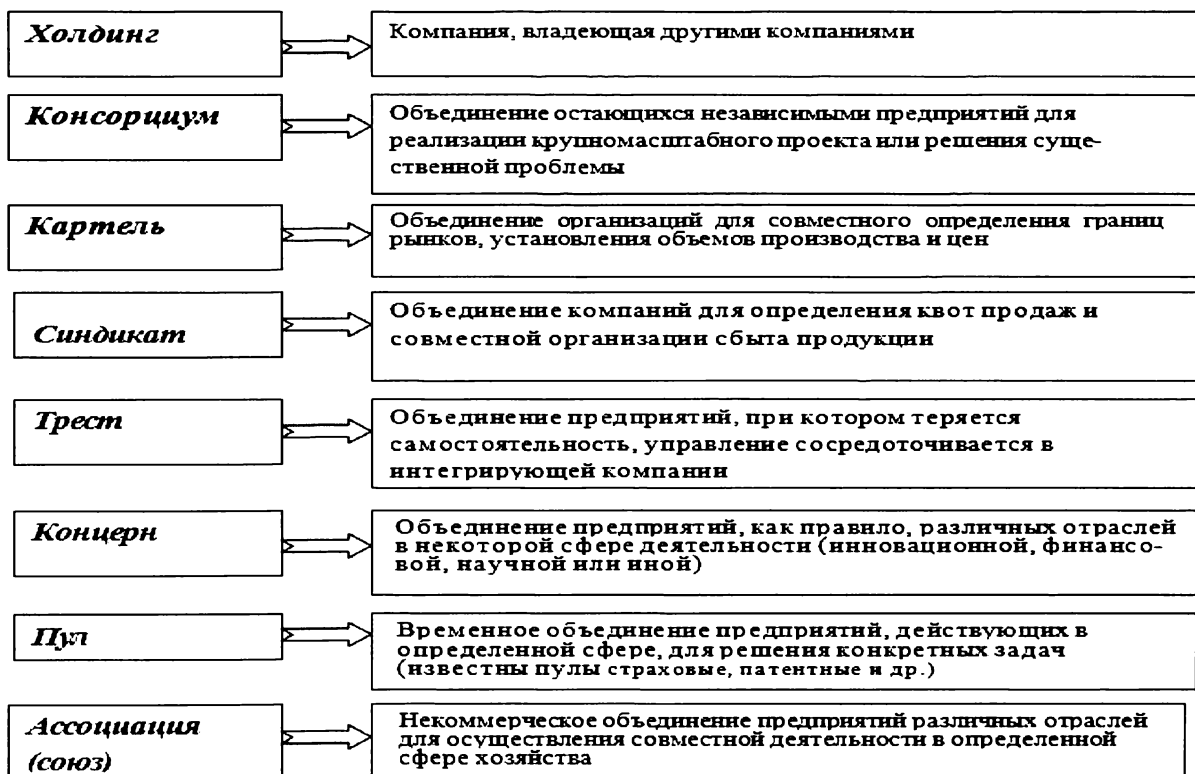 Холдинг
Компания, владеющая другими компаниями
Консорциум
Объединение остающихся независимыми предприятий для
реализации крупномасштабного проекта или решения суще-
ственной проблемы
Картель
Объединение организаций для совместного определения границ
рынков, установления объемов производства и цен
Синдикат
Объединение компаний для определения квот продаж и
совместной организации сбыта продукции
Трест
Объединение предприятий, при котором теряется
самостоятельность, управление сосредоточивается в
интегрирующей компании
Концерн
Объединение предприятий, как правило, различных отраслей
в некоторой сфере деятельности (инновационной, финансо-
вой, научной или иной)
Пул
Временное объединение предприятий, действующих в
определенной сфере, для решения конкретных задач
(известны пулы страховые, патентные и др.)
Ассоциация
(союз)
Некоммерческое объединение предприятий различных отраслей
для осуществления совместной деятельности в определенной
сфере хозяйства